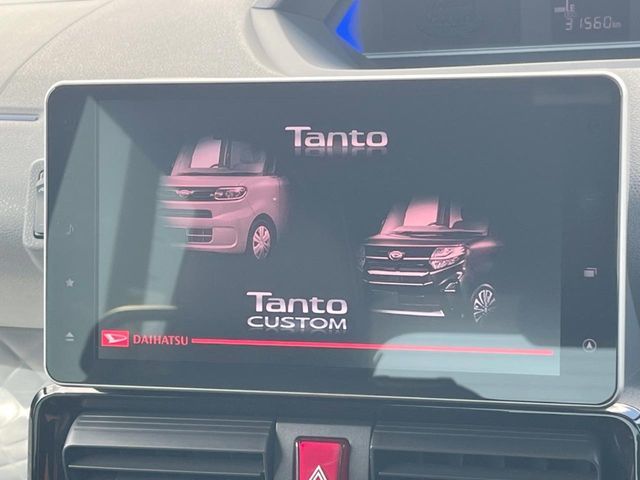 31560km
Tanto
Tanto
CUSTOM
DAIHATSU